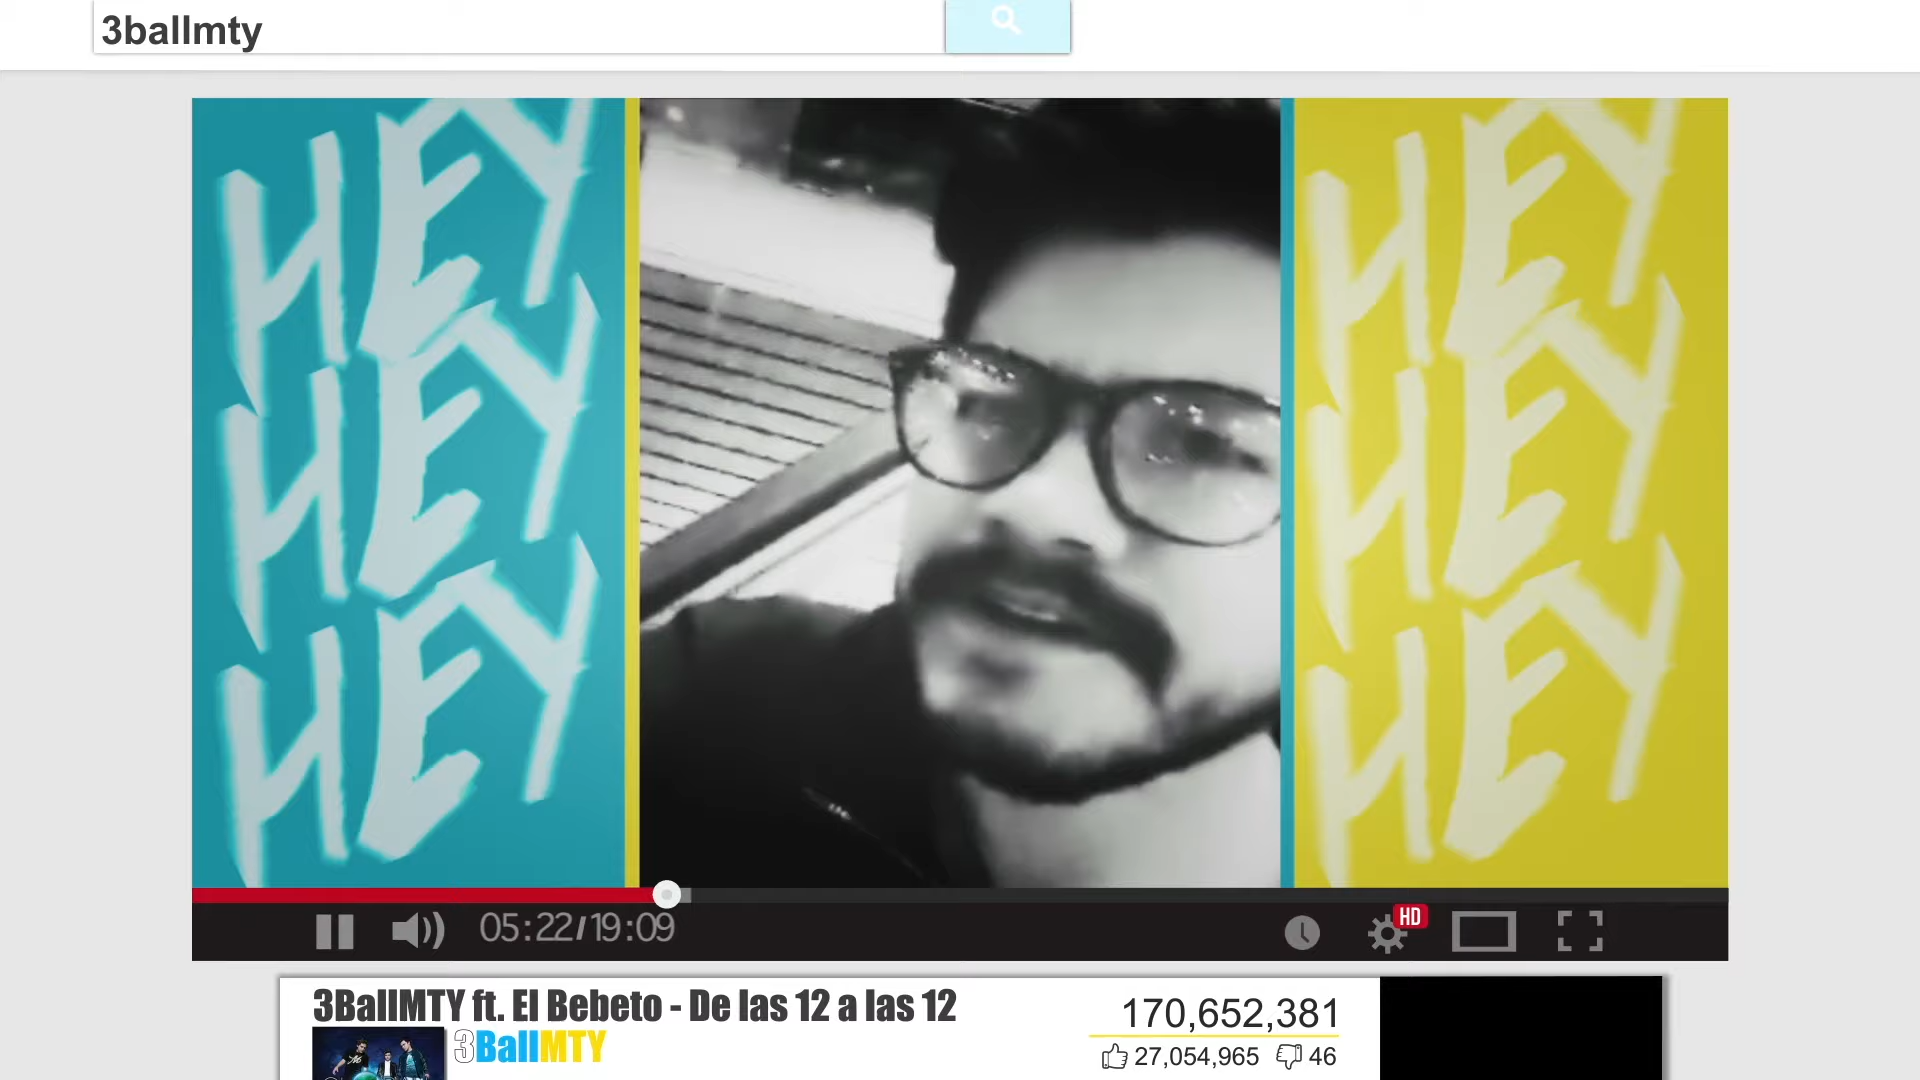 3ballmty
HEY
HEY
HEY
HEY
HEY
HEY
05:22/19:09
HD
3BallMTY ft. El Bebeto - De las 12 a las 12
170,652,381
3BallMTY
27,054,965
46